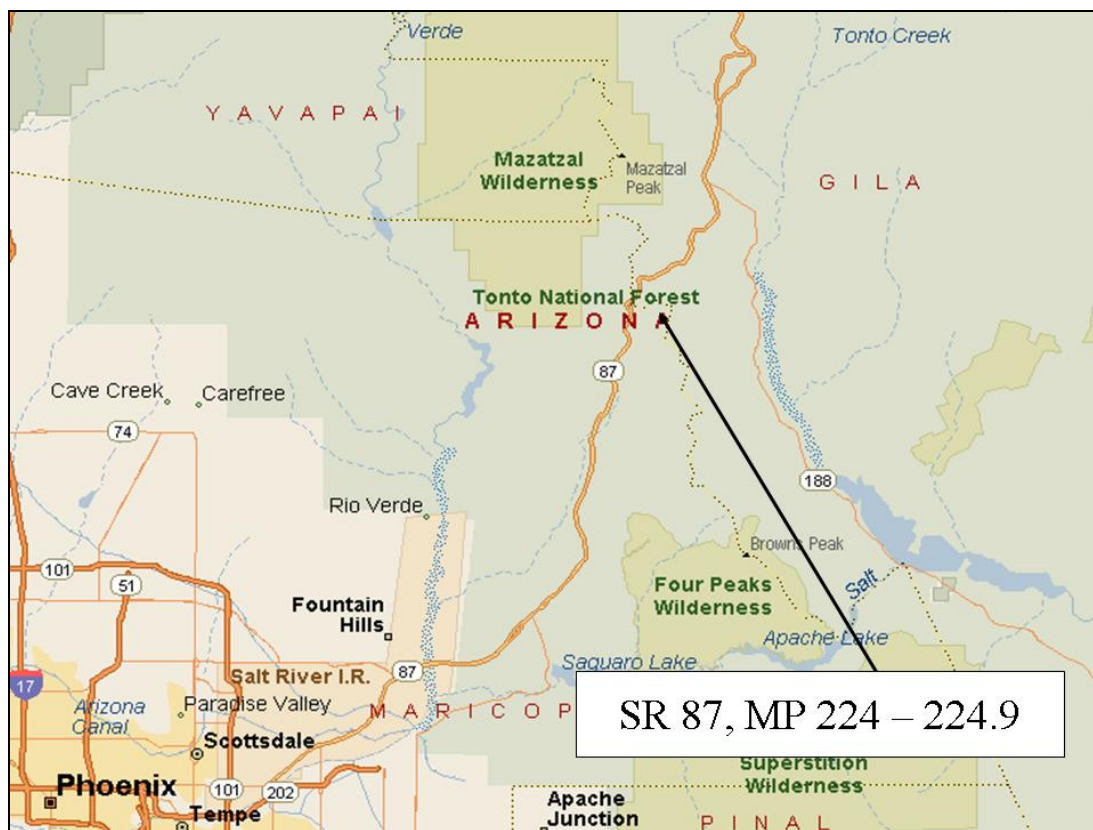 Verde
Tonto Creek
YAVAPAI
Mazatzal
Wilderness
Mazatzal
Peak
GILA
Tonto National Forest
ARIZONA
87
Cave Creek
Carefree
74
188
Rio Verde
Browns Peak
101
51
Four Peaks
Wilderness
Salt
Fountain
Hills
Apache Lake
87
Saguaro Lake
Salt River I.R.
17
Arizona
Canal
Paradise Valley
MARICOP
SR 87, MP 224 – 224.9
Scottsdale
Superstition
Wilderness
Phoenix
101
202
Tempe
Apache
Junction
PINAL